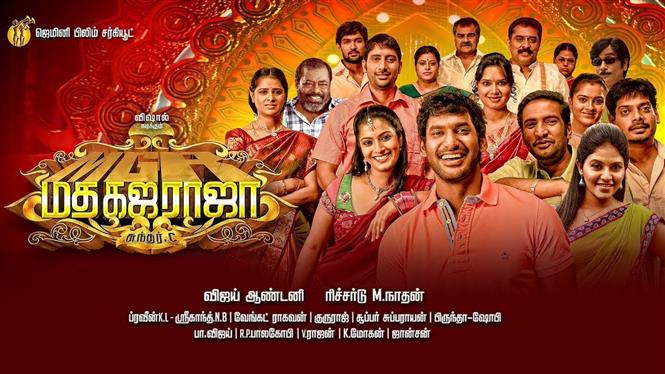 ஜெமினி பிலிம் சர்கியூட்
விஷால்
நடிக்கும்
MGR
மதகஜராஜா
சுந்தர்.C
விஜய் ஆண்டனி ரிச்சர்டு M.நாதன்
ப்ரவீன்K.L - ஸ்ரீகாந்த்.N.B | வேங்கட் ராகவன் | குருராஜ் | சூப்பர் சுப்பராயன் | பிருந்தா-ஷோபி
பா.விஜய் | R.P.பாலகோபி | V.ராஜன் | K.மோகன் | ஜான்சன்